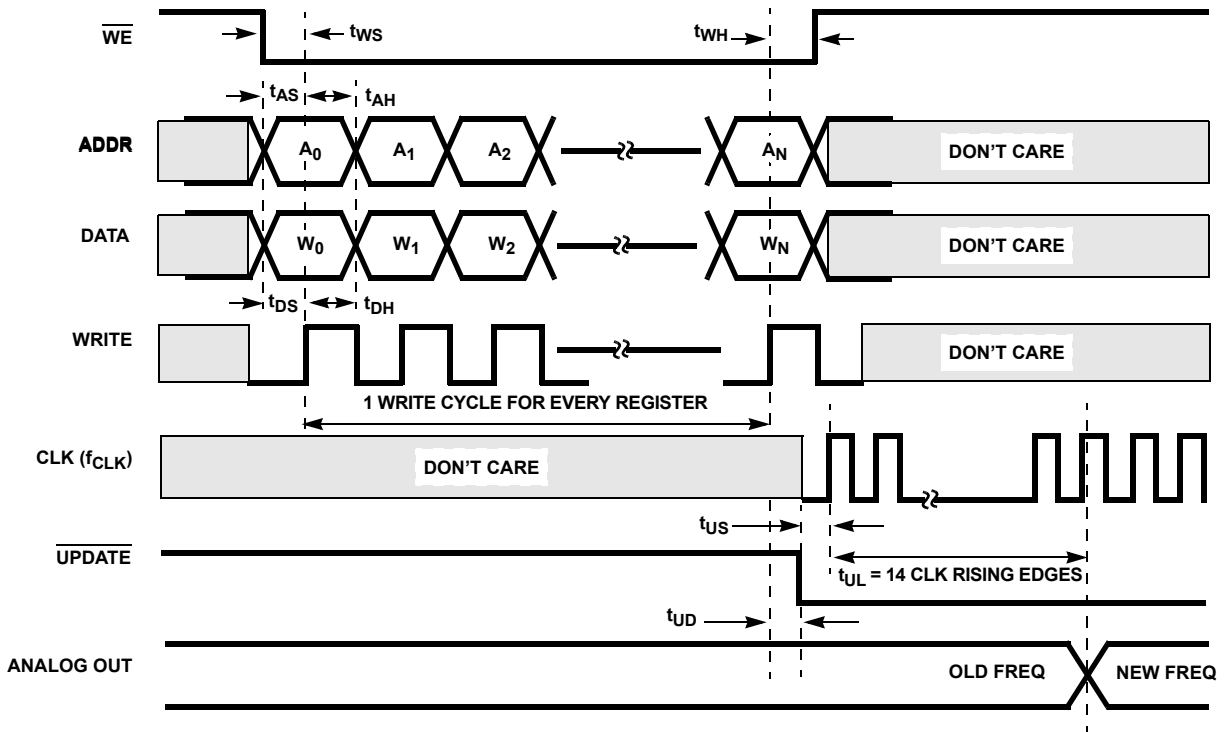 WE tWS tWH
tAS tAH
ADDR A0 A1 A2 AN DON'T CARE
DATA W0 W1 W2 WN DON'T CARE
tDS tDH
WRITE DON'T CARE
1 WRITE CYCLE FOR EVERY REGISTER
CLK (fCLK) DON'T CARE
tUS
UPDATE
tUL = 14 CLK RISING EDGES
tUD
ANALOG OUT OLD FREQ NEW FREQ